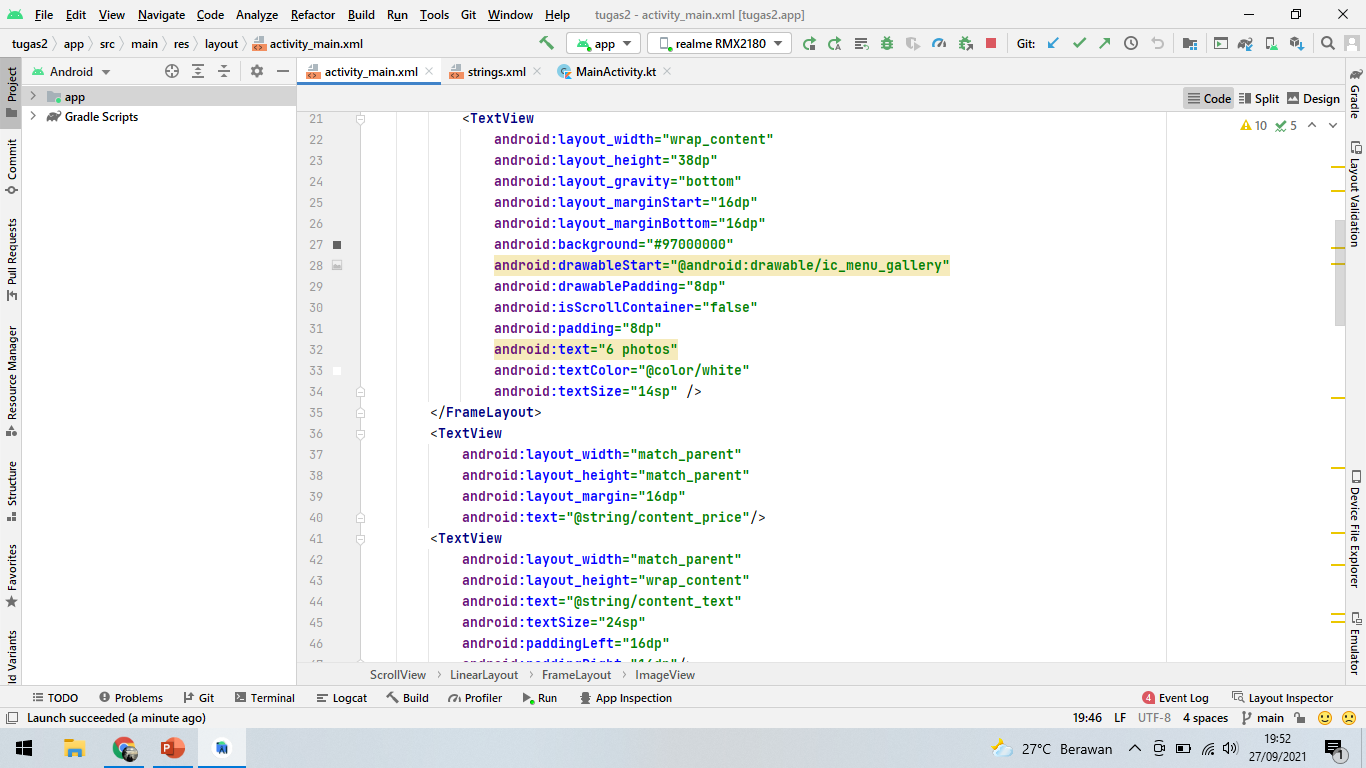 File Edit View Navigate Code Analyze Refactor Build Run Tools Git Window Help tugas2 - activity_main.xml [tugas2.app]
tugas2 app src main res layout activity_main.xml app realme RMX2180 Git:
Android activity_main.xml strings.xml MainActivity.kt
Code Split Design
10 5
app
Gradle Scripts
Project
Commit
Pull Requests
Resource Manager
Structure
Favorites
ld Variants
21 <TextView
22 android:layout_width="wrap_content"
23 android:layout_height="38dp"
24 android:layout_gravity="bottom"
25 android:layout_marginStart="16dp"
26 android:layout_marginBottom="16dp"
27 android:background="#97000000"
28 android:drawableStart="@android:drawable/ic_menu_gallery"
29 android:drawablePadding="8dp"
30 android:isScrollContainer="false"
31 android:padding="8dp"
32 android:text="6 photos"
33 android:textColor="@color/white"
34 android:textSize="14sp" />
35 </FrameLayout>
36 <TextView
37 android:layout_width="match_parent"
38 android:layout_height="match_parent"
39 android:layout_margin="16dp"
40 android:text="@string/content_price"/>
41 <TextView
42 android:layout_width="match_parent"
43 android:layout_height="wrap_content"
44 android:text="@string/content_text"
45 android:textSize="24sp"
46 android:paddingLeft="16dp"
47 android:paddingRight="16dp"/>
Gradle
Layout Validation
Device File Explorer
Emulator
ScrollView LinearLayout FrameLayout ImageView
TODO Problems Git Terminal Logcat Build Profiler Run App Inspection 4 Event Log Layout Inspector
Launch succeeded (a minute ago) 19:46 LF UTF-8 4 spaces main
27°C Berawan 19:52
27/09/2021
1